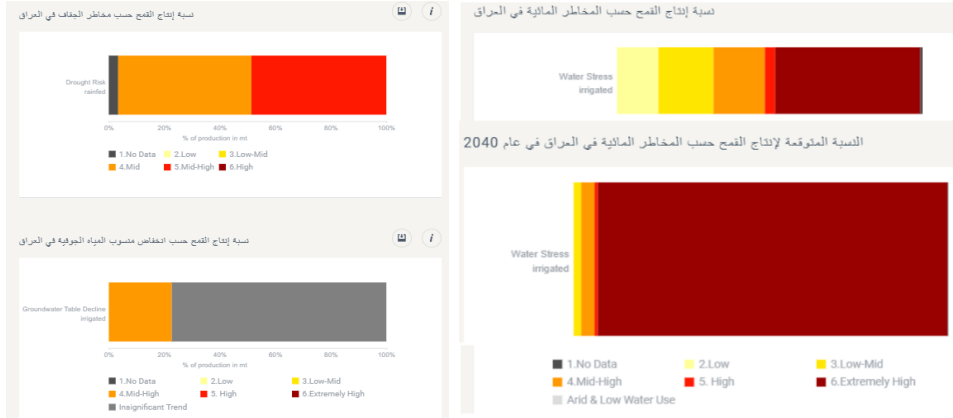 نسبة إنتاج القمح حسب مخاطر الجفاف في العراق
i
Drought Risk
rainfed
0% 20% 40% 60% 80% 100%
% of production in mt
1.No Data 2.Low 3.Low-Mid
4.Mid 5.Mid-High 6.High
نسبة إنتاج القمح حسب انخفاض منسوب المياه الجوفية في العراق
i
Groundwater Table Decline
irrigated
0% 20% 40% 60% 80% 100%
% of production in mt
1.No Data 2.Low 3.Low-Mid
4.Mid-High 5. High 6.Extremely High
Insignificant Trend
نسبة إنتاج القمح حسب المخاطر المائية في العراق
Water Stress
irrigated
النسبة المتوقعة لإنتاج القمح حسب المخاطر المائية في العراق في عام 2040
Water Stress
irrigated
1.No Data 2.Low 3.Low-Mid
4.Mid-High 5. High 6.Extremely High
Arid & Low Water Use